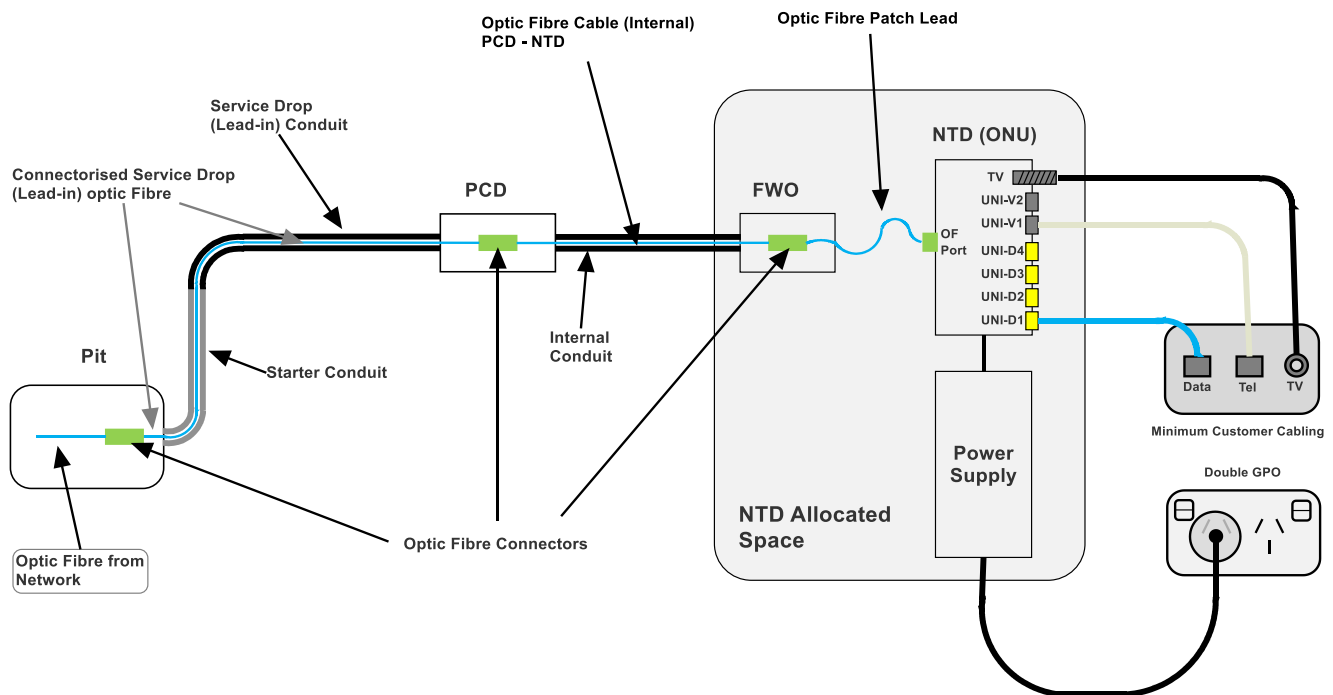 Optic Fibre Cable (Internal)
PCD - NTD
Optic Fibre Patch Lead
Service Drop
(Lead-in) Conduit
Connectorised Service Drop
(Lead-in) optic Fibre
PCD
FWO
NTD (ONU)
TV
UNI-V2
UNI-V1
OF
Port
UNI-D4
UNI-D3
UNI-D2
UNI-D1
Internal
Conduit
Pit
Starter Conduit
Data
Tel
TV
Minimum Customer Cabling
Power
Supply
Double GPO
NTD Allocated
Space
Optic Fibre Connectors
Optic Fibre from
Network